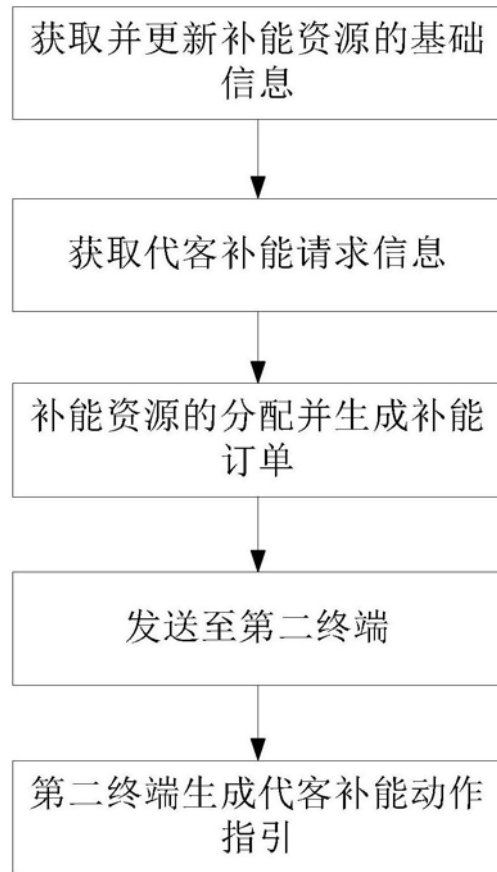 获取并更新补能资源的基础
信息
获取代客补能请求信息
补能资源的分配并生成补能
订单
发送至第二终端
第二终端生成代客补能动作
指引